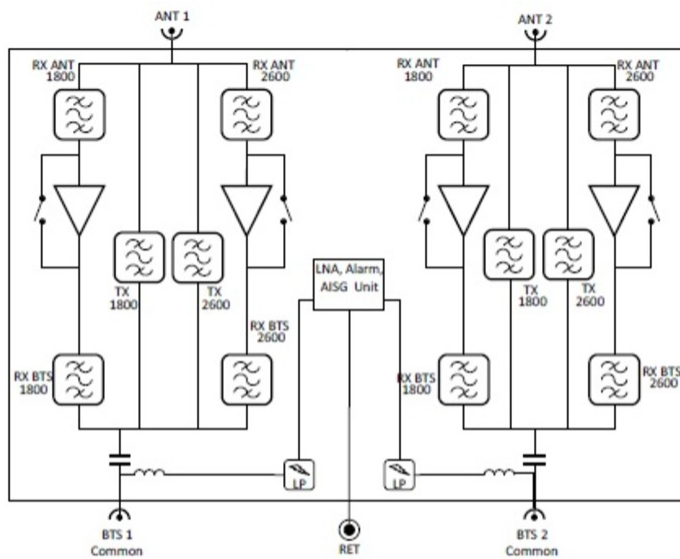 ANT 1
ANT 2
RX ANT
1800
RX ANT
2600
RX ANT
1800
RX ANT
2600
TX
1800
TX
2600
LNA, Alarm,
AISG Unit
TX
1800
TX
2600
RX BTS
2600
RX BTS
1800
RX BTS
1800
RX BTS
2600
LP
LP
BTS 1
Common
RET
BTS 2
Common